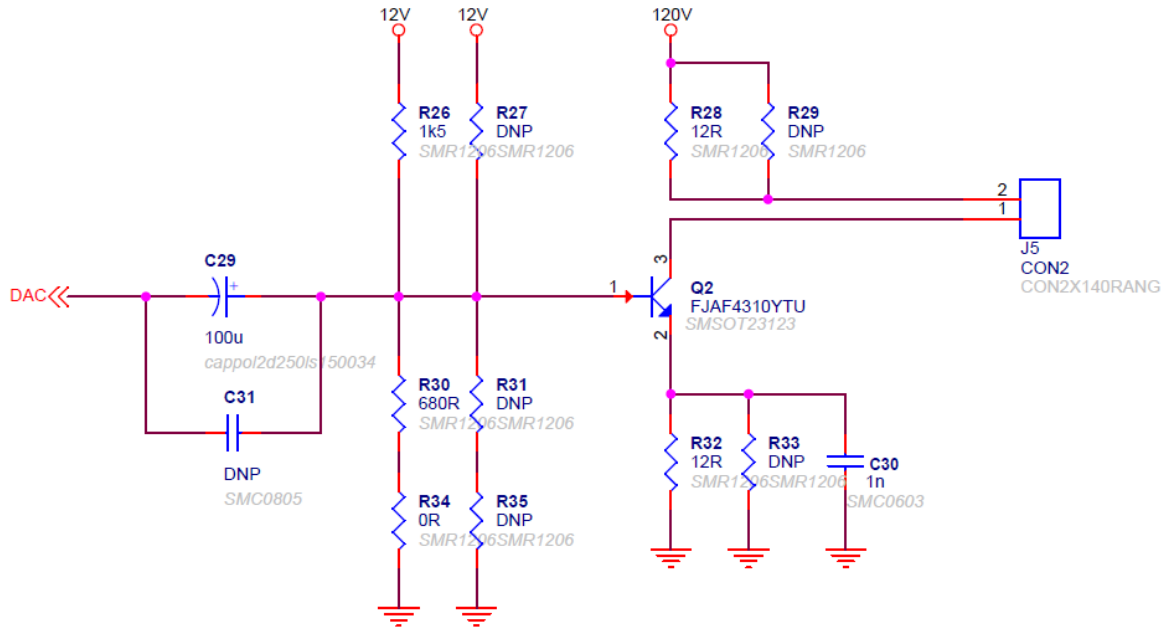 12V
12V
120V
R26
1k5
SMR1206
R27
DNP
SMR1206
R28
12R
SMR1206
R29
DNP
SMR1206
2
1
J5
CON2
CON2X140RANG
DAC
C29
+
100u
cappol2d250ls150034
C31
DNP
SMC0805
1
3
2
Q2
FJAF4310YTU
SMSOT23123
R30
680R
SMR1206
R31
DNP
SMR1206
R34
0R
SMR1206
R35
DNP
SMR1206
R32
12R
SMR1206
R33
DNP
SMR1206
C30
1n
SMC0603